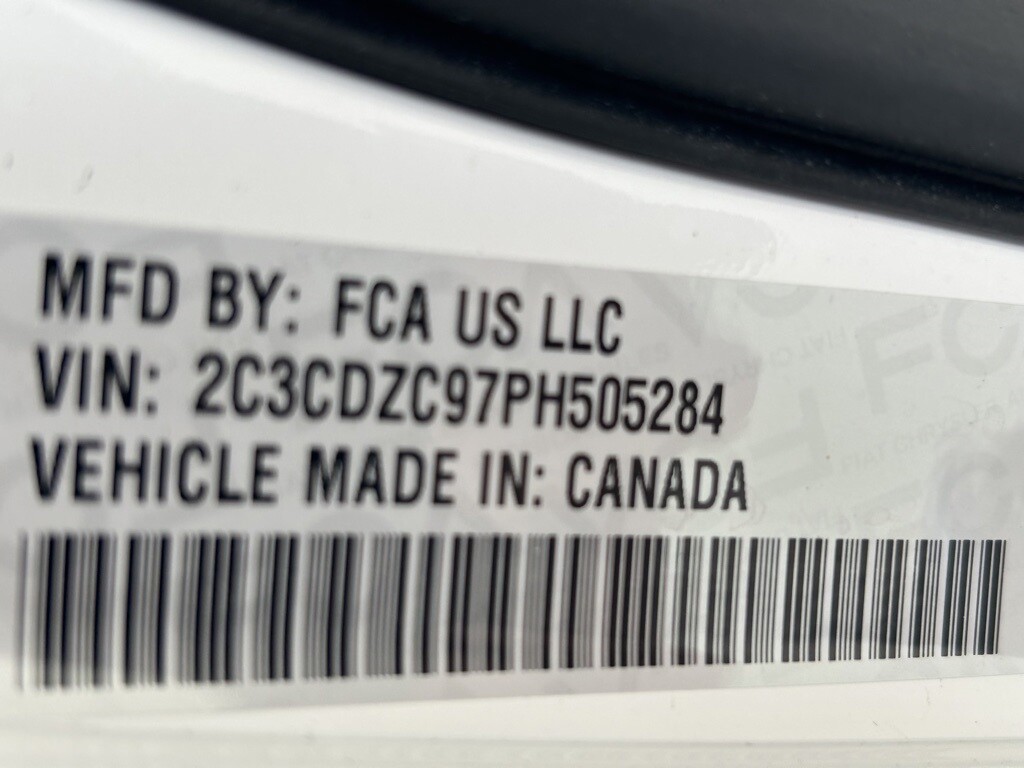 MFD BY: FCA US LLC
VIN: 2C3CDZC97PH505284
VEHICLE MADE IN: CANADA